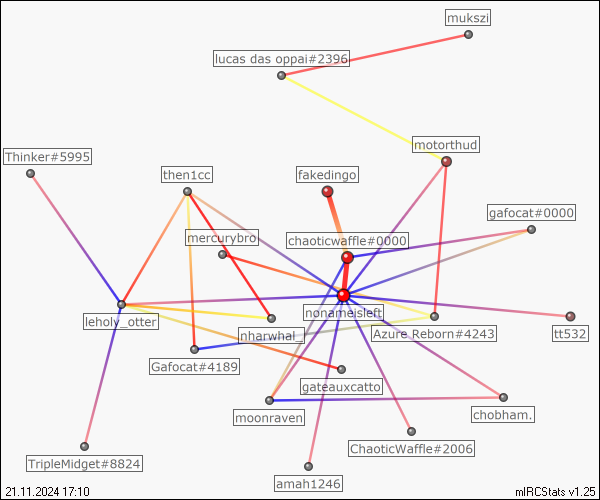 mukszi
lucas das oppai#2396
motorthud
Thinker#5995
then1cc
fakedingo
gafocat#0000
mercurybro
chaoticwaffle#0000
nonameisleft
leholy_otter
nharwhal_
Azure Reborn#4243
tt532
Gafocat#4189
gateauxcatto
moonraven
chobham.
ChaoticWaffle#2006
TripleMidget#8824
amah1246
21.11.2024 17:10
mIRCStats v1.25